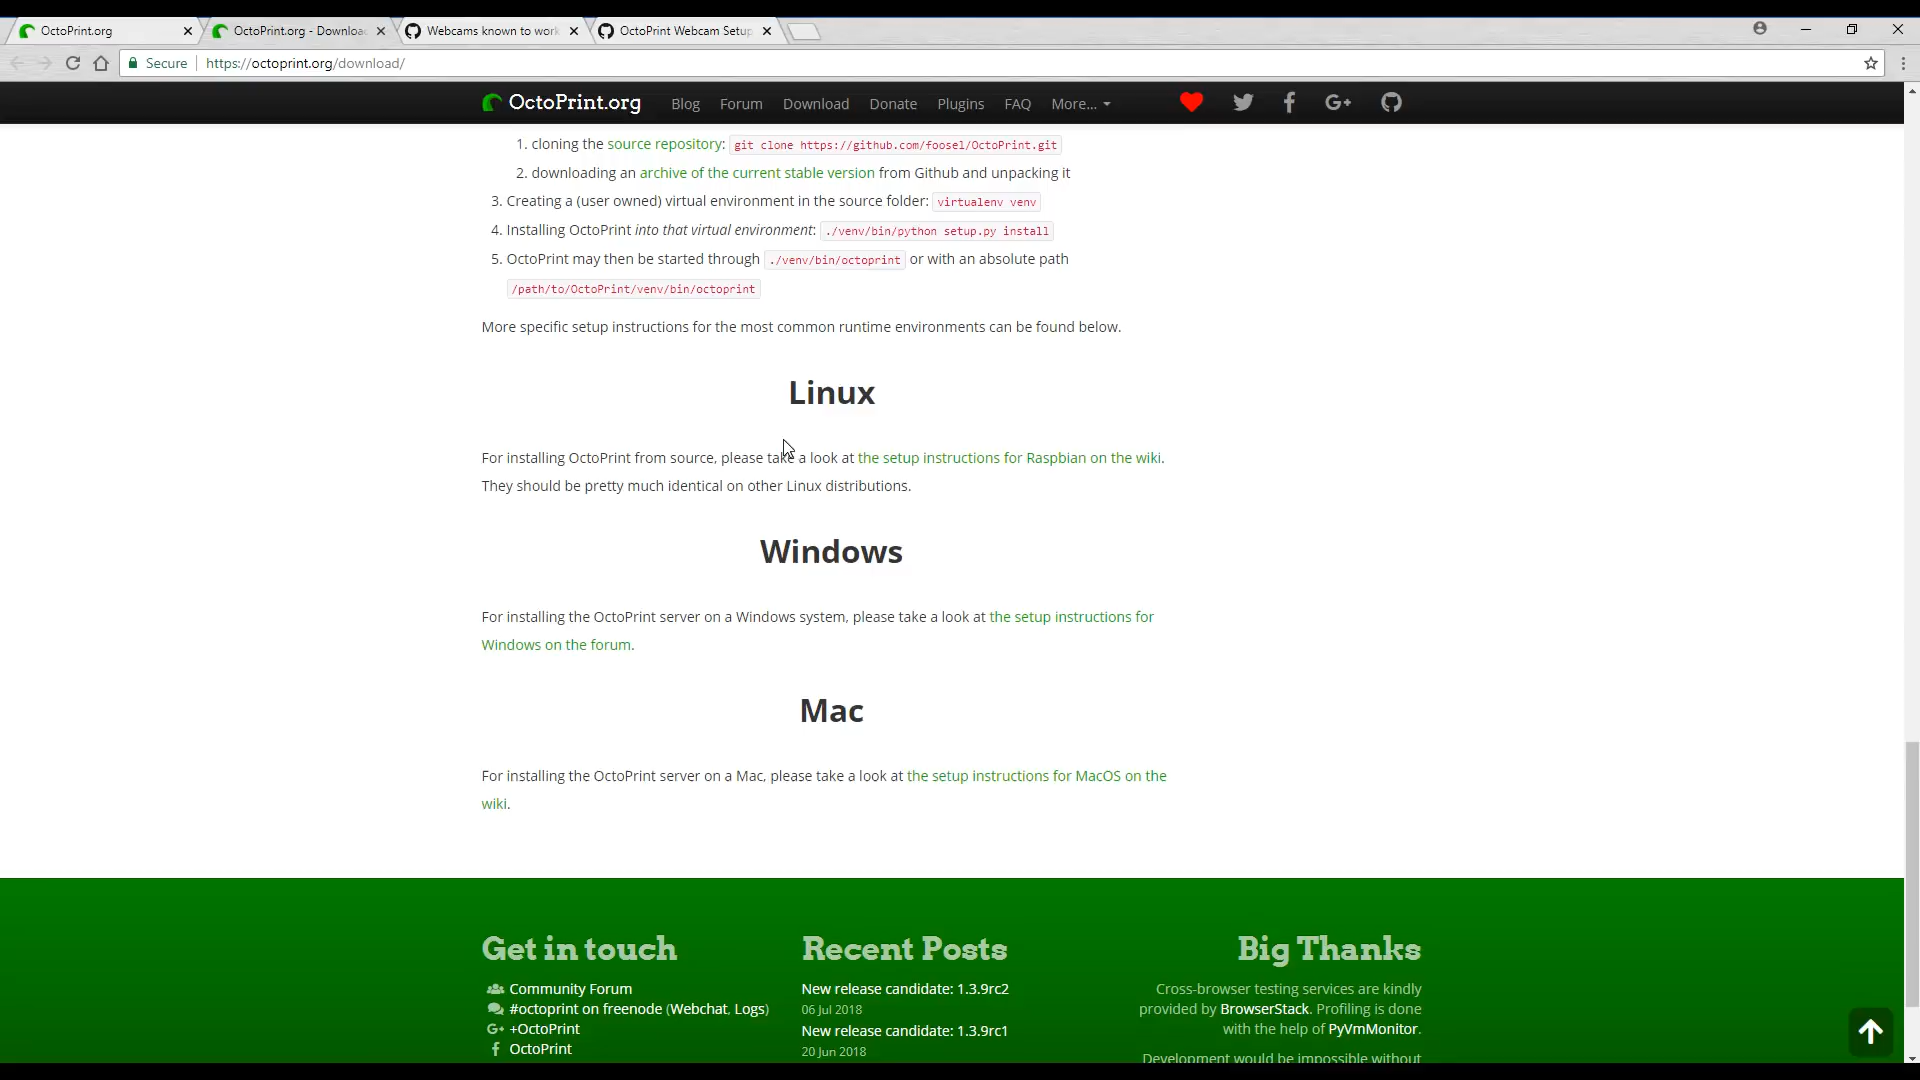 OctoPrint.org
OctoPrint.org - Downloa
Webcams known to work
OctoPrint Webcam Setup
Secure
https://octoprint.org/download/
OctoPrint.org
Blog
Forum
Download
Donate
Plugins
FAQ
More...
1. cloning the source repository: git clone https://github.com/foosel/OctoPrint.git
2. downloading an archive of the current stable version from Github and unpacking it
3. Creating a (user owned) virtual environment in the source folder: virtualenv venv
4. Installing OctoPrint into that virtual environment: ./venv/bin/python setup.py install
5. OctoPrint may then be started through ./venv/bin/octoprint or with an absolute path
/path/to/OctoPrint/venv/bin/octoprint
More specific setup instructions for the most common runtime environments can be found below.
Linux
For installing OctoPrint from source, please take a look at the setup instructions for Raspbian on the wiki.
They should be pretty much identical on other Linux distributions.
Windows
For installing the OctoPrint server on a Windows system, please take a look at the setup instructions for
Windows on the forum.
Mac
For installing the OctoPrint server on a Mac, please take a look at the setup instructions for MacOS on the
wiki.
Get in touch
Community Forum
#octoprint on freenode (Webchat, Logs)
G+ +OctoPrint
OctoPrint
Recent Posts
New release candidate: 1.3.9rc2
06 Jul 2018
New release candidate: 1.3.9rc1
20 Jun 2018
Big Thanks
Cross-browser testing services are kindly
provided by BrowserStack. Profiling is done
with the help of PyVmMonitor.
Development would be impossible without